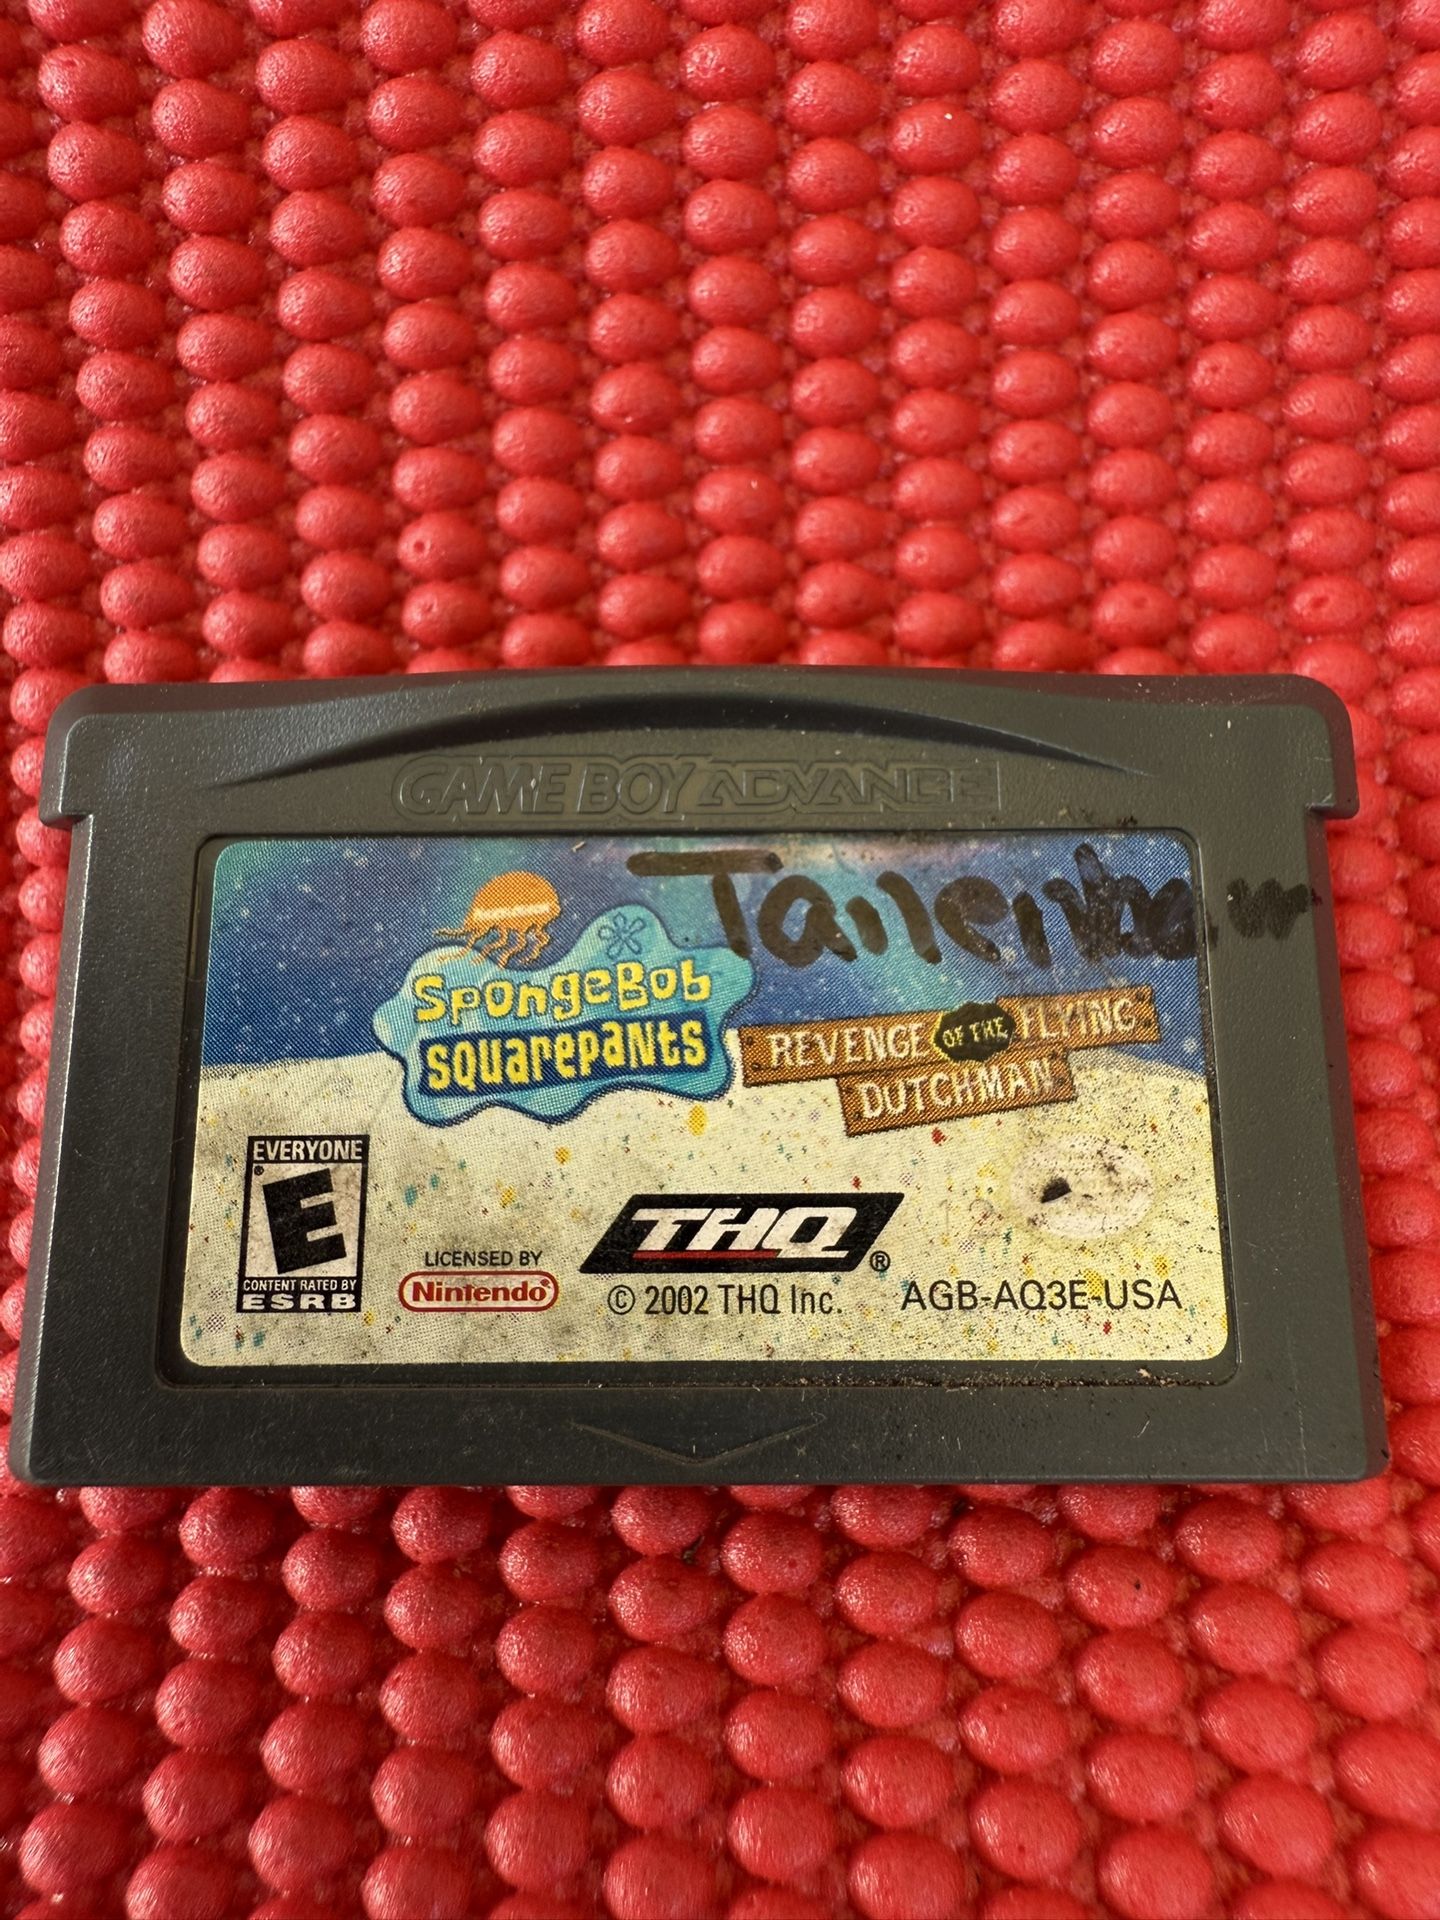 GAME BOY ADVANCE
SpongeBob
SQUAREPANTS
REVENGE OF THE FLYING
DUTCHMAN
EVERYONE
E
CONTENT RATED BY
ESRB
LICENSED BY
Nintendo®
THQ®
© 2002 THQ Inc.
AGB-AQ3E-USA
12